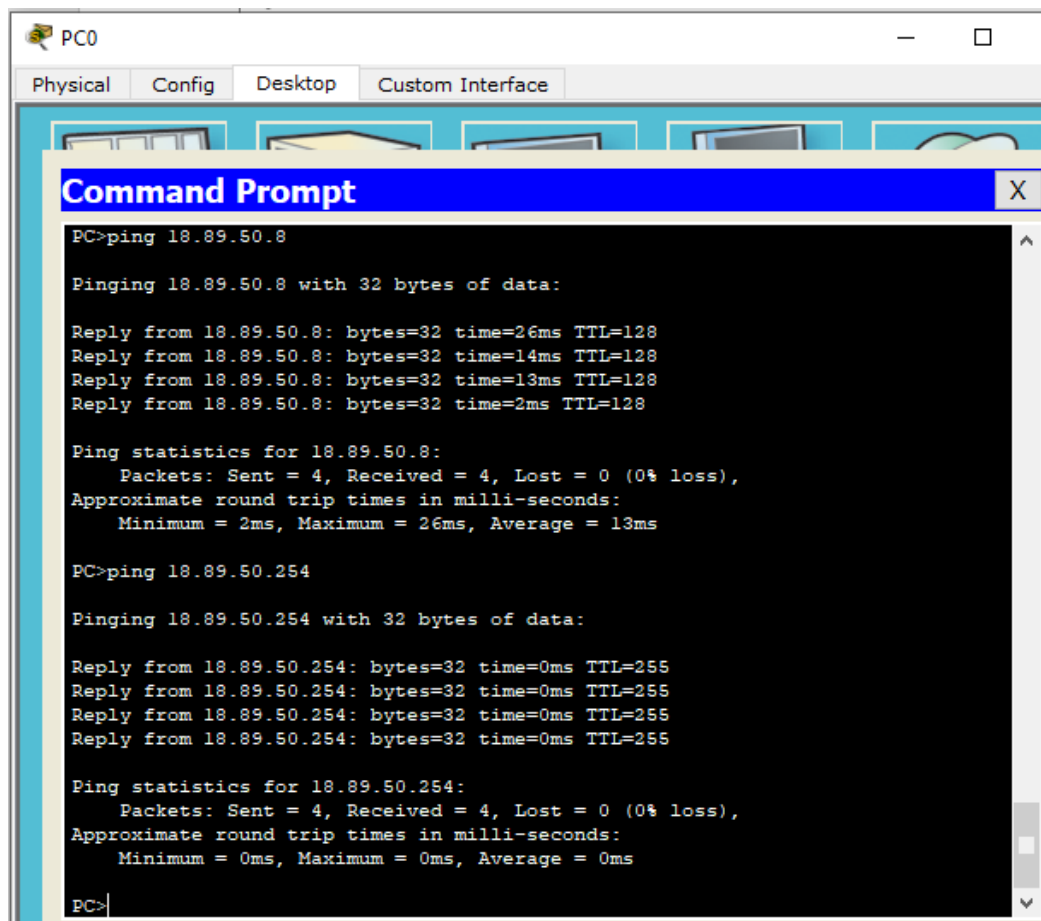 PC0
Physical Config Desktop Custom Interface
Command Prompt X
PC>ping 18.89.50.8
Pinging 18.89.50.8 with 32 bytes of data:
Reply from 18.89.50.8: bytes=32 time=26ms TTL=128
Reply from 18.89.50.8: bytes=32 time=14ms TTL=128
Reply from 18.89.50.8: bytes=32 time=13ms TTL=128
Reply from 18.89.50.8: bytes=32 time=2ms TTL=128
Ping statistics for 18.89.50.8:
Packets: Sent = 4, Received = 4, Lost = 0 (0% loss),
Approximate round trip times in milli-seconds:
Minimum = 2ms, Maximum = 26ms, Average = 13ms
PC>ping 18.89.50.254
Pinging 18.89.50.254 with 32 bytes of data:
Reply from 18.89.50.254: bytes=32 time=0ms TTL=255
Reply from 18.89.50.254: bytes=32 time=0ms TTL=255
Reply from 18.89.50.254: bytes=32 time=0ms TTL=255
Reply from 18.89.50.254: bytes=32 time=0ms TTL=255
Ping statistics for 18.89.50.254:
Packets: Sent = 4, Received = 4, Lost = 0 (0% loss),
Approximate round trip times in milli-seconds:
Minimum = 0ms, Maximum = 0ms, Average = 0ms
PC>